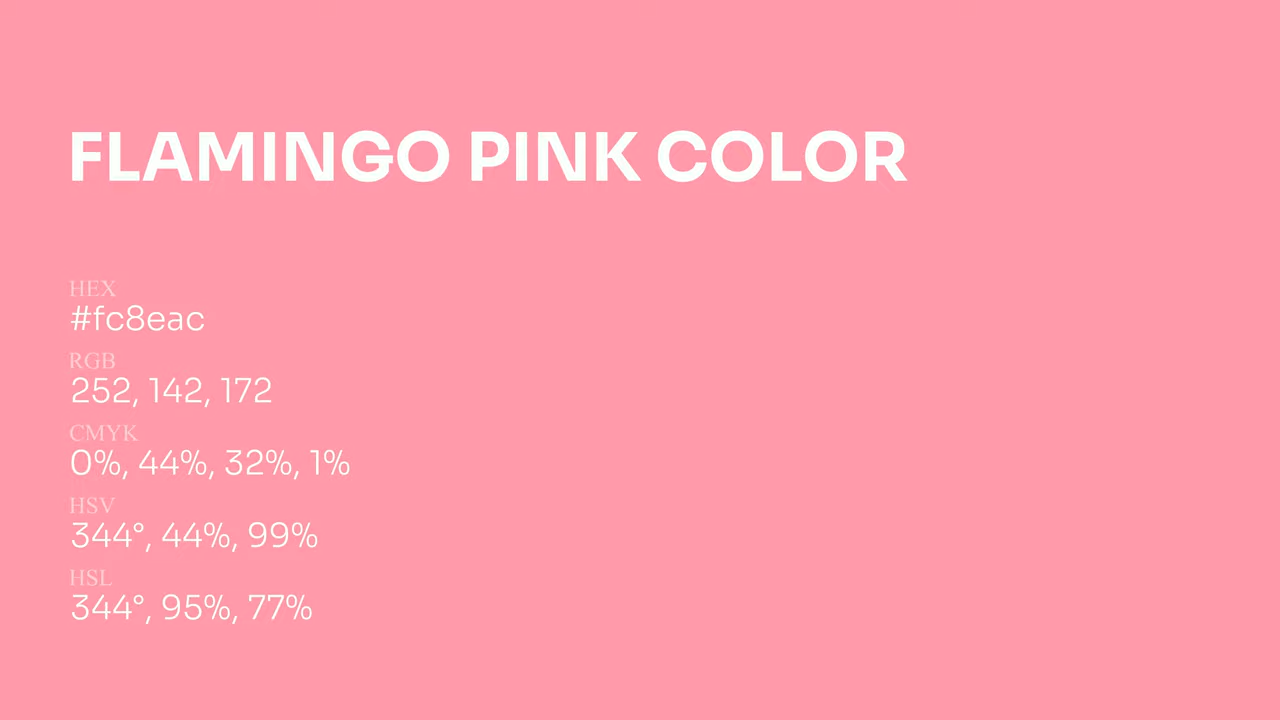 FLAMINGO PINK COLOR
HEX
#fc8eac
RGB
252, 142, 172
CMYK
0%, 44%, 32%, 1%
HSV
344°, 44%, 99%
HSL
344°, 95%, 77%